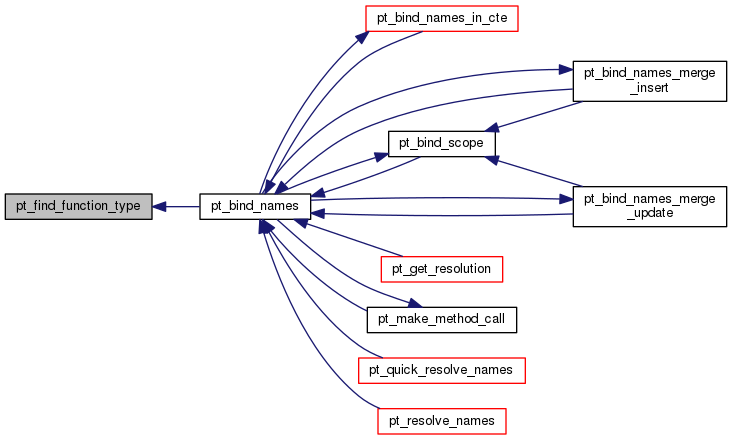 pt_bind_names_in_cte
pt_bind_names_merge
_insert
pt_bind_scope
pt_find_function_type
pt_bind_names
pt_bind_names_merge
_update
pt_get_resolution
pt_make_method_call
pt_quick_resolve_names
pt_resolve_names